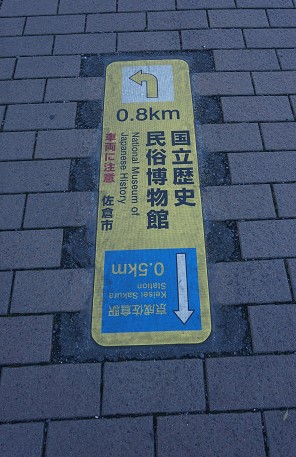 0.8km
国立歴史
民俗博物館
National Museum of
Japanese History
車両に注意
佐倉市
京成佐倉駅
Keisei Sakura
Station
0.5km